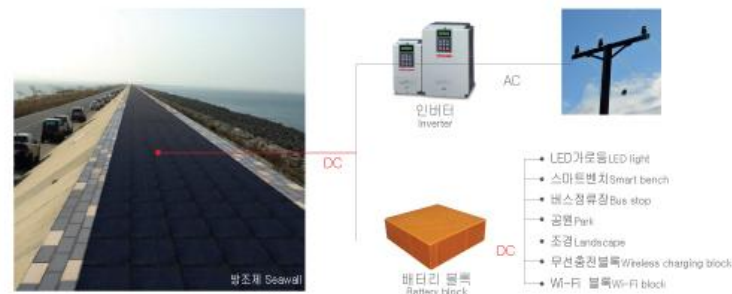 방조제 Seawall
DC
인버터
Inverter
AC
배터리 블록
Battery block
DC
LED가로등LED light
스마트벤치Smart bench
버스정류장Bus stop
공원Park
조경Landscape
무선충전블록Wireless charging block
Wi-Fi 블록Wi-Fi block